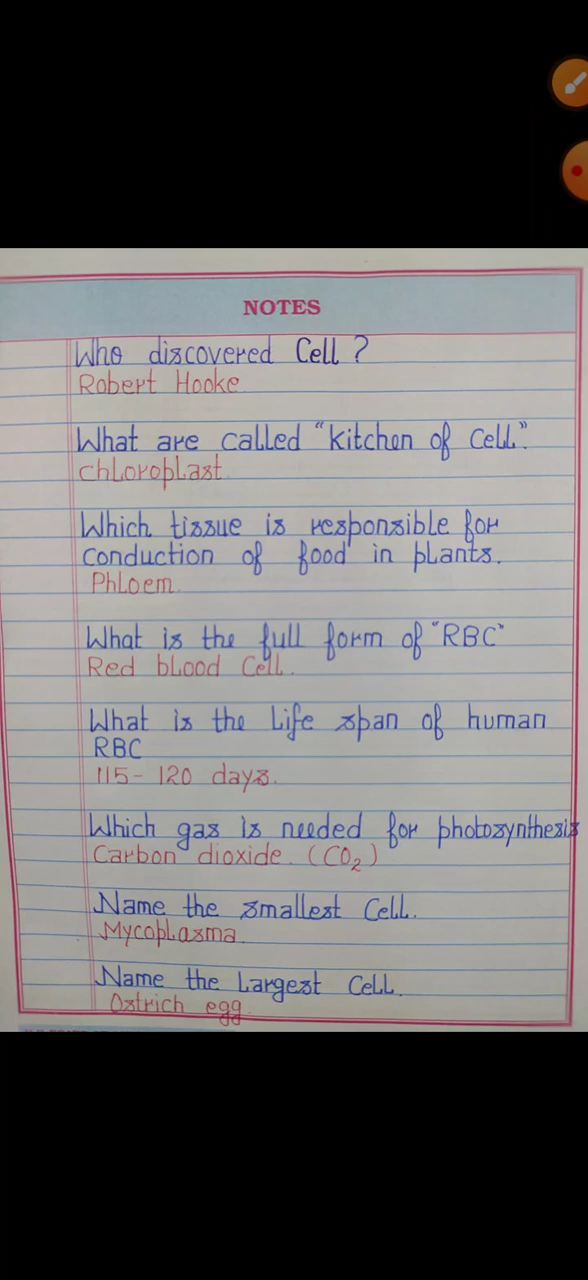 NOTES
Who discovered Cell ?
Robert Hooke
What are called "kitchen of Cell".
Chloroplast.
Which tissue is responsible for
conduction of food in plants.
Phloem.
What is the full form of "RBC"
Red blood Cell.
What is the Life span of human
RBC
115- 120 days.
Which gas is needed for photosynthesis
Carbon dioxide. (CO₂)
Name the smallest Cell.
Mycoplasma.
Name the Largest Cell.
Ostrich egg.